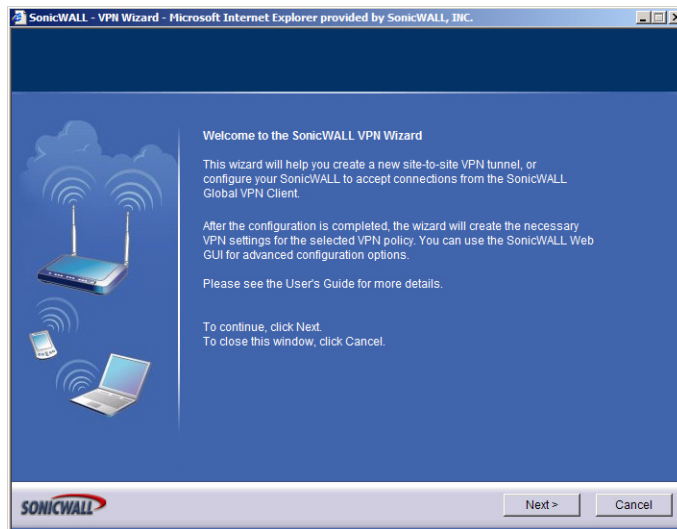 SonicWALL - VPN Wizard - Microsoft Internet Explorer provided by SonicWALL, INC.
Welcome to the SonicWALL VPN Wizard
This wizard will help you create a new site-to-site VPN tunnel, or
configure your SonicWALL to accept connections from the SonicWALL
Global VPN Client.
After the configuration is completed, the wizard will create the necessary
VPN settings for the selected VPN policy. You can use the SonicWALL Web
GUI for advanced configuration options.
Please see the User's Guide for more details.
To continue, click Next.
To close this window, click Cancel.
SONICWALL
Next >
Cancel